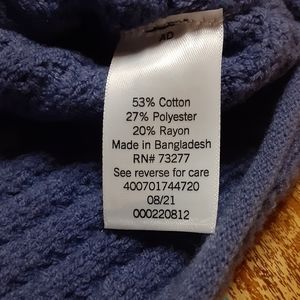 AD
53% Cotton
27% Polyester
20% Rayon
Made in Bangladesh
RN# 73277
See reverse for care
400701744720
08/21
000220812